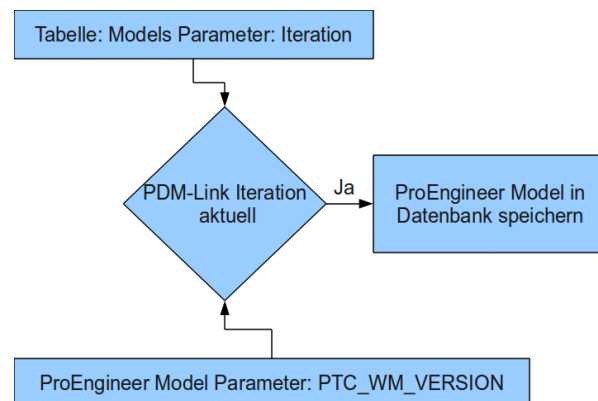 Tabelle: Models Parameter: Iteration
PDM-Link Iteration
aktuell
Ja
ProEngineer Model in
Datenbank speichern
ProEngineer Model Parameter: PTC_WM_VERSION